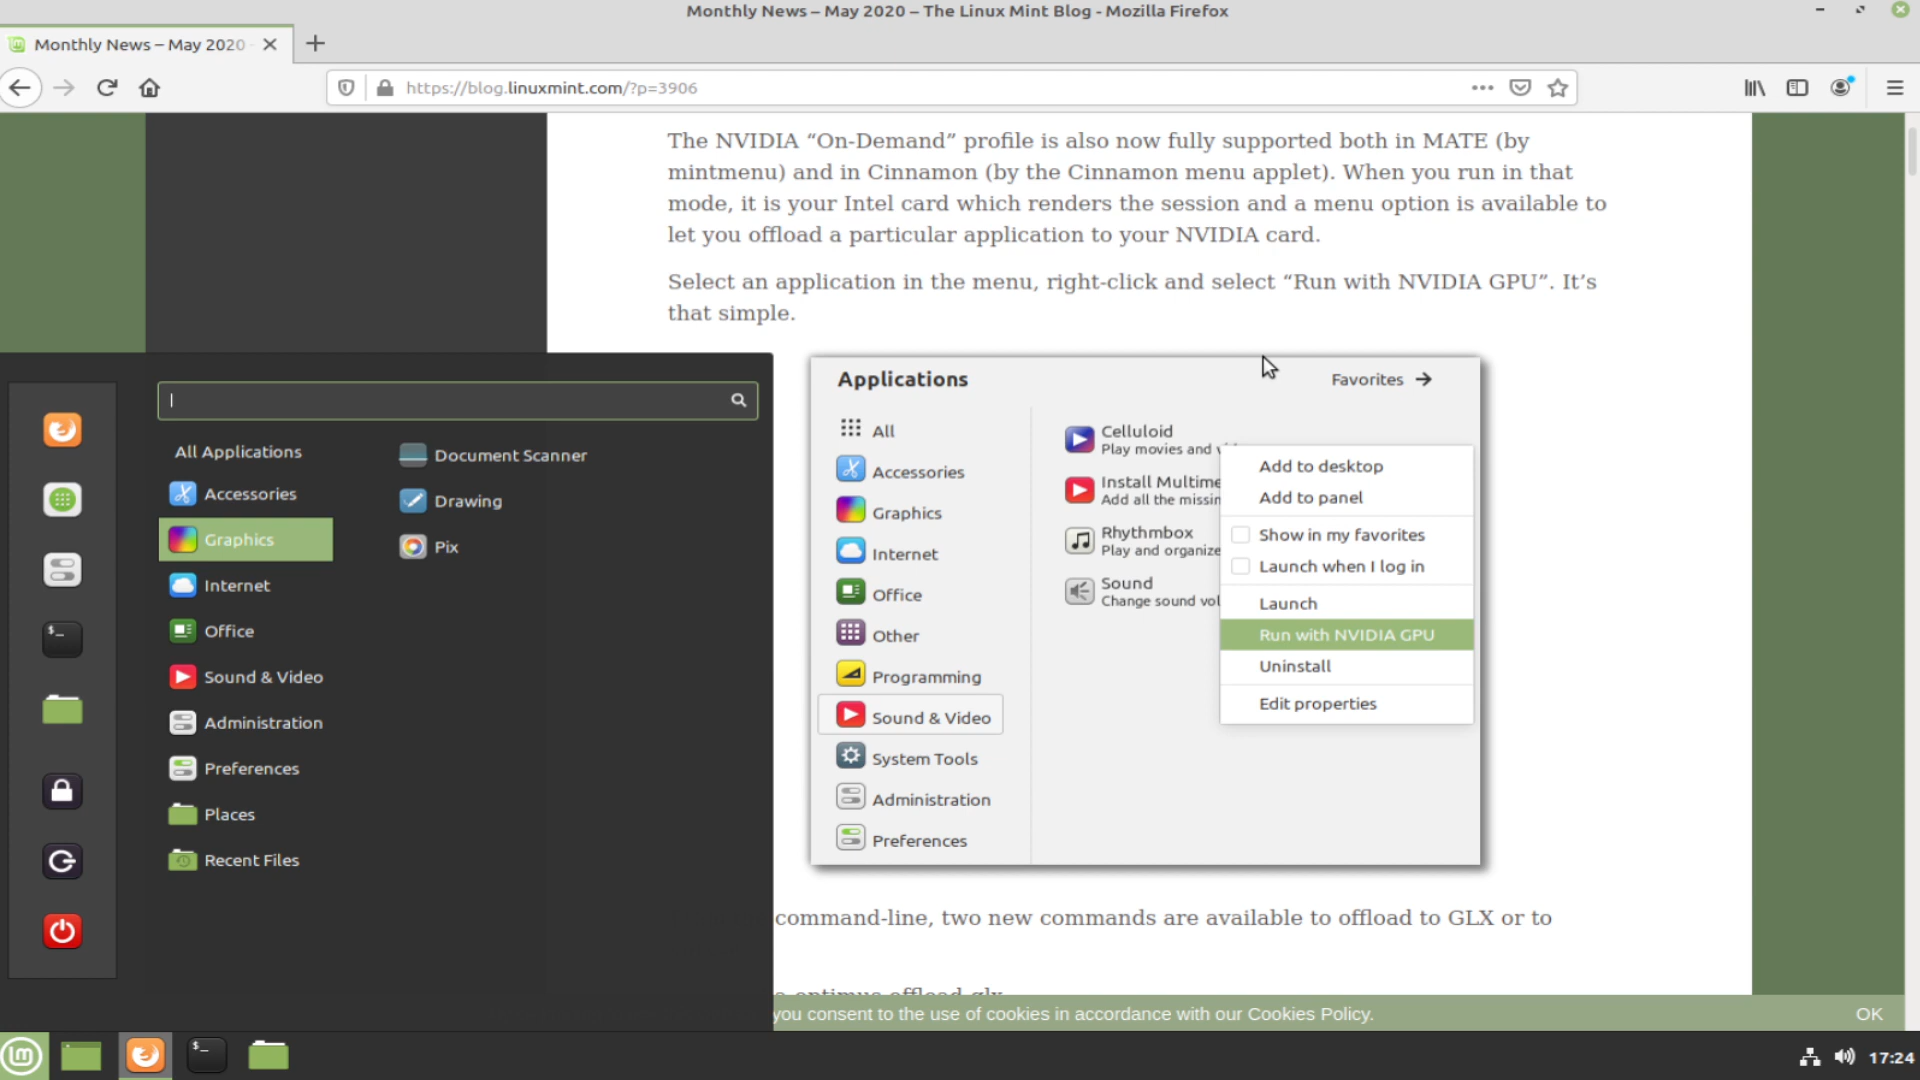 Monthly News – May 2020 – The Linux Mint Blog - Mozilla Firefox
Monthly News – May 2020
https://blog.linuxmint.com/?p=3906
The NVIDIA “On-Demand” profile is also now fully supported both in MATE (by
mintmenu) and in Cinnamon (by the Cinnamon menu applet). When you run in that
mode, it is your Intel card which renders the session and a menu option is available to
let you offload a particular application to your NVIDIA card.
Select an application in the menu, right-click and select “Run with NVIDIA GPU”. It’s
that simple.
All Applications
Accessories
Graphics
Internet
Office
Sound & Video
Administration
Preferences
Places
Recent Files
Document Scanner
Drawing
Pix
Applications
Favorites
All
Accessories
Graphics
Internet
Office
Other
Programming
Sound & Video
System Tools
Administration
Preferences
Celluloid
Play movies and
Install Multime
Add all the missin
Rhythmbox
Play and organize
Sound
Change sound vol
Add to desktop
Add to panel
Show in my favorites
Launch when I log in
Launch
Run with NVIDIA GPU
Uninstall
Edit properties
command-line, two new commands are available to offload to GLX or to
you consent to the use of cookies in accordance with our Cookies Policy.
OK
17:24